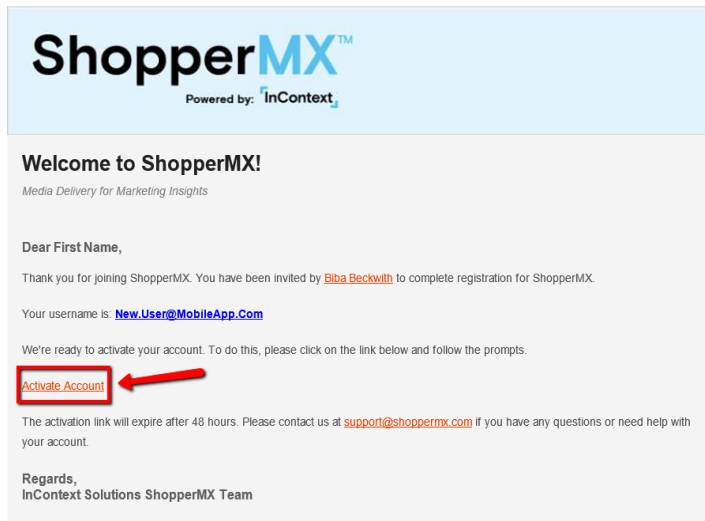 ShopperMX™
Powered by: InContext
Welcome to ShopperMX!
Media Delivery for Marketing Insights
Dear First Name,
Thank you for joining ShopperMX. You have been invited by Biba Beckwith to complete registration for ShopperMX.
Your username is: New.User@MobileApp.Com
We're ready to activate your account. To do this, please click on the link below and follow the prompts.
Activate Account
The activation link will expire after 48 hours. Please contact us at support@shoppermx.com if you have any questions or need help with
your account.
Regards,
InContext Solutions ShopperMX Team